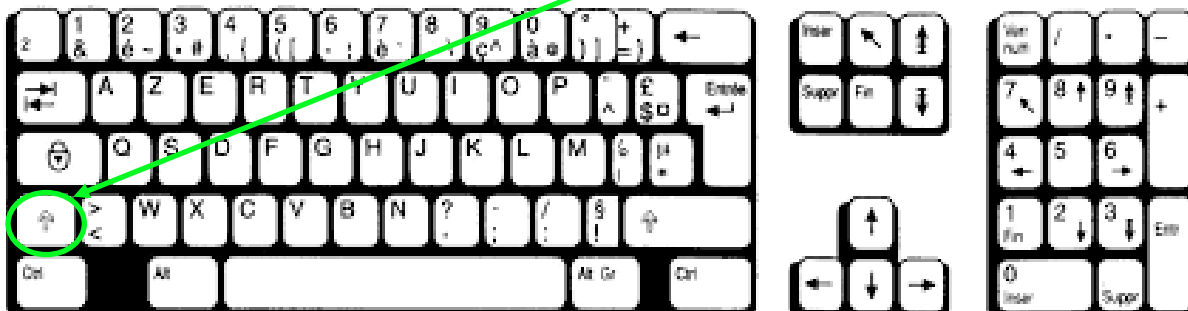 2 1 & 2 é ~ 3 # 4 ( 5 ( [ 6 - 7 è ` 8 9 ç ^ 0 à @ ° ) ] + = }
Inser
Ver num / -
A Z E R T Y U I O P ^ £ $ ¤ Entrée
Suppr Fin
7 8 9 +
Q S D F G H J K L M
4 5 6
> < W X C V B N ? . ; / : § !
1 Fin 2 3 Entr
Ctrl Alt Alt Gr Ctrl
0 Inser Suppr